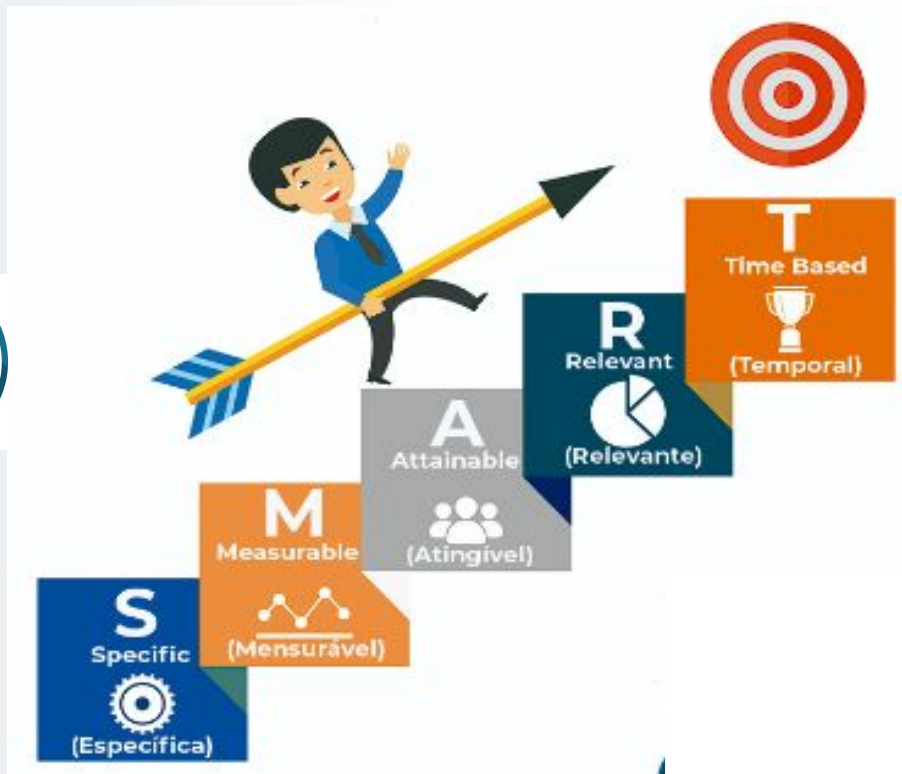 S
Specific
(Específica)
M
Measurable
(Mensurável)
A
Attainable
(Atingível)
R
Relevant
(Relevante)
T
Time Based
(Temporal)